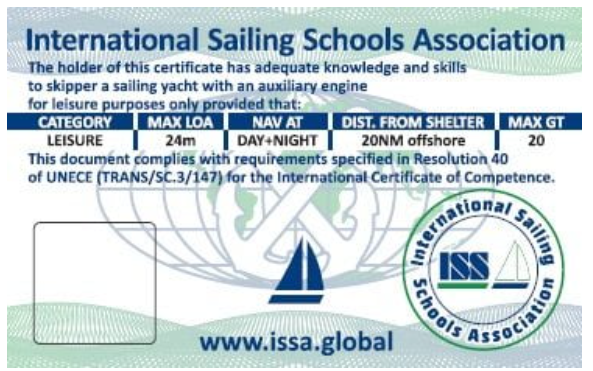 International Sailing Schools Association
The holder of this certificate has adequate knowledge and skills
to skipper a sailing yacht with an auxiliary engine
for leisure purposes only provided that:
CATEGORY MAX LOA NAV AT DIST. FROM SHELTER MAX GT
LEISURE 24m DAY+NIGHT 20NM offshore 20
This document complies with requirements specified in Resolution 40
of UNECE (TRANS/SC.3/147) for the International Certificate of Competence.
International Sailing
ISS
Schools Association
www.issa.global